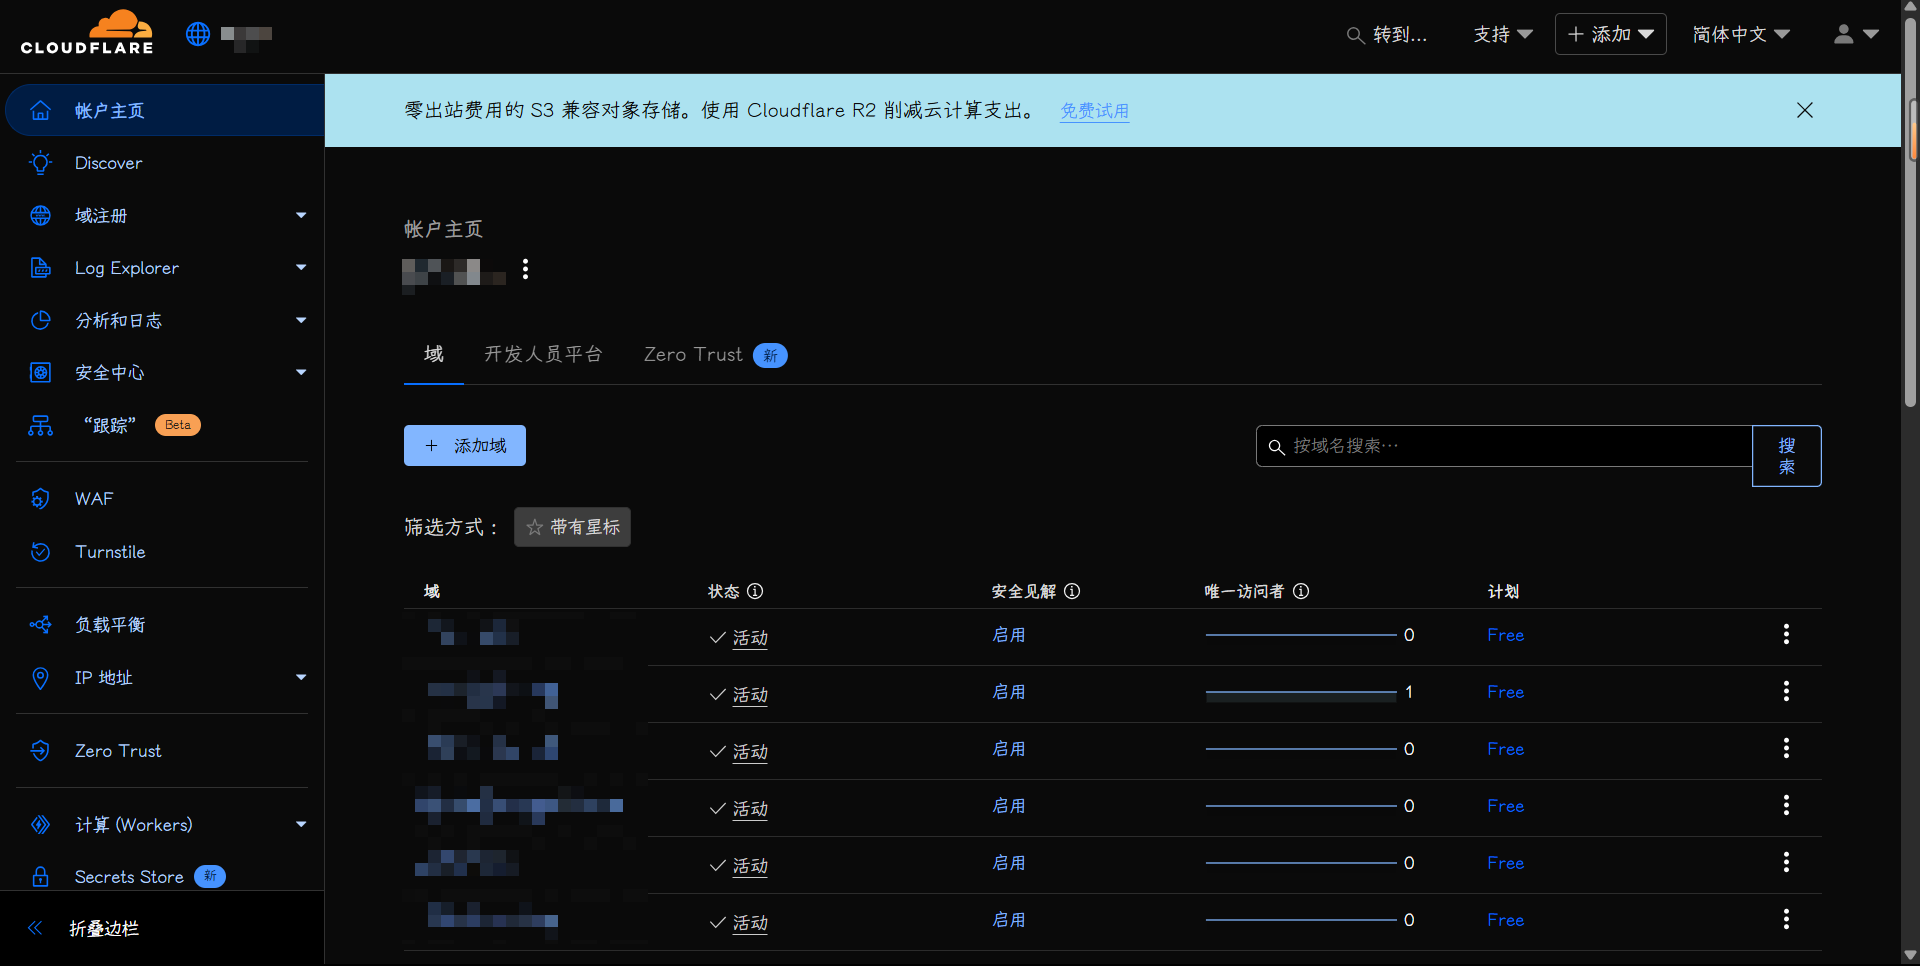 CLOUDFLARE
转到...
支持
添加
简体中文
帐户主页
Discover
域注册
Log Explorer
分析和日志
安全中心
“跟踪” Beta
WAF
Turnstile
负载平衡
IP 地址
Zero Trust
计算 (Workers)
Secrets Store 新
折叠边栏
零出站费用的 S3 兼容对象存储。使用 Cloudflare R2 削减云计算支出。 免费试用
帐户主页
域 开发人员平台 Zero Trust 新
+ 添加域
按域名搜索…
搜
索
筛选方式： 带有星标
域 状态 安全见解 唯一访问者 计划
活动 启用 0 Free
活动 启用 1 Free
活动 启用 0 Free
活动 启用 0 Free
活动 启用 0 Free
活动 启用 0 Free